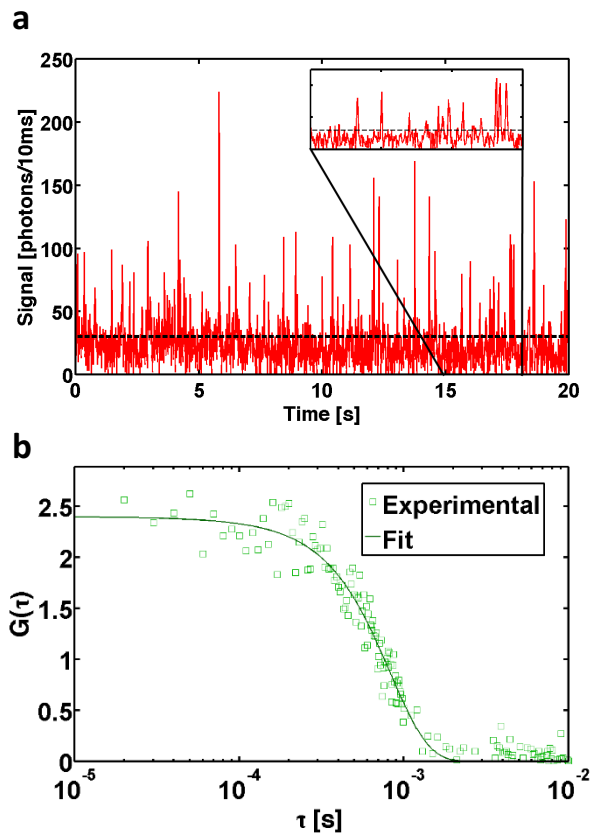 a
Signal [photons/10ms]
250
200
150
100
50
0
0 5 10 15 20
Time [s]
b
G(τ)
2.5
2
1.5
1
0.5
0
Experimental
Fit
10-5 10-4 10-3 10-2
τ [s]